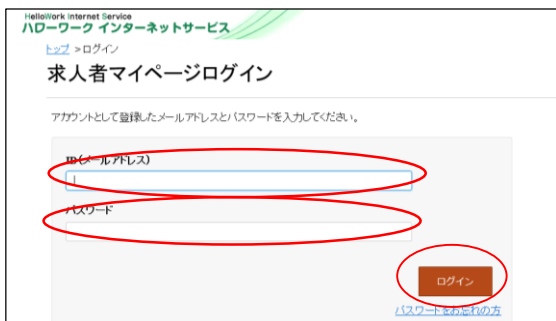 HelloWork Internet Service
ハローワーク インターネットサービス
トップ > ログイン
求人者マイページログイン
アカウントとして登録したメールアドレスとパスワードを入力してください。
ID(メールアドレス)
パスワード
ログイン
パスワードをお忘れの方